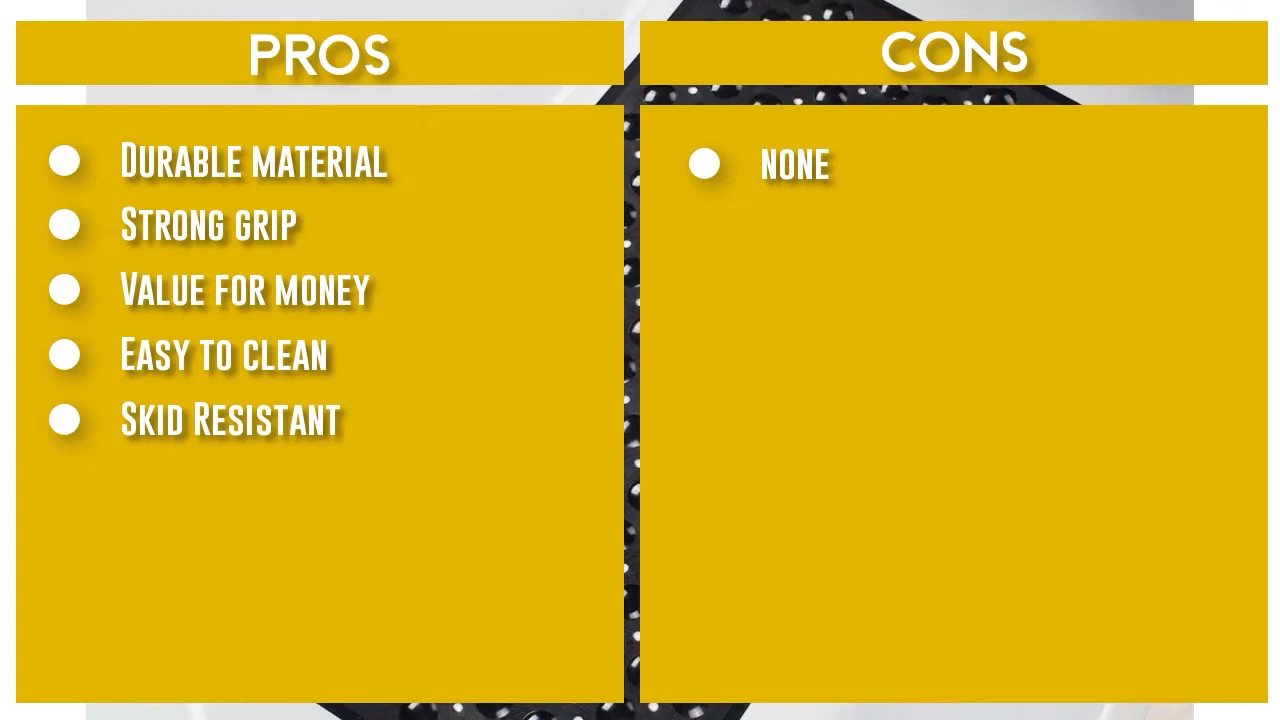 PROS
Durable material
Strong grip
Value for money
Easy to clean
Skid Resistant
CONS
none